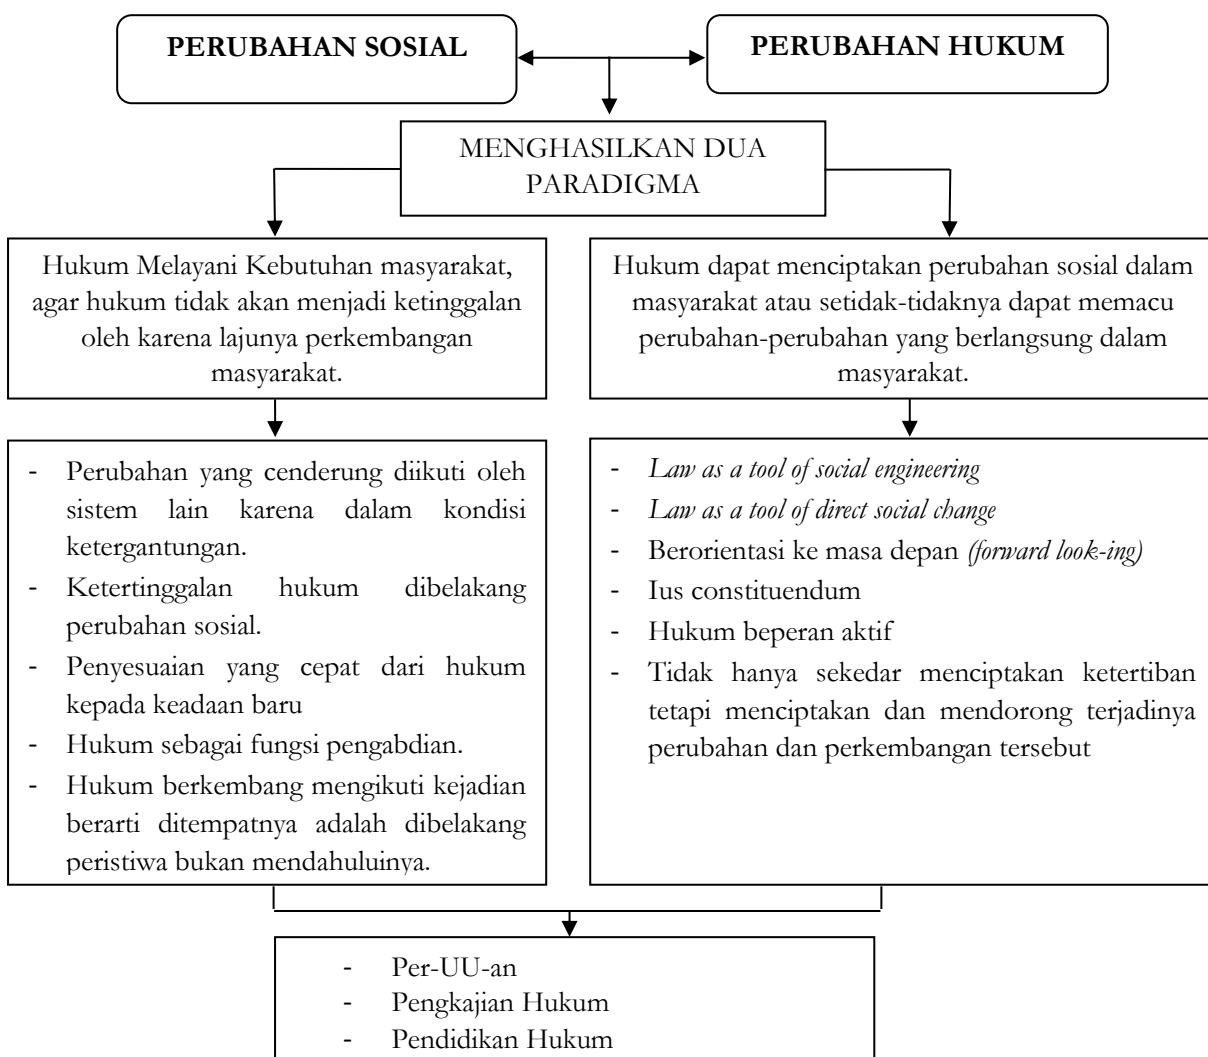 PERUBAHAN SOSIAL
PERUBAHAN HUKUM
MENGHASILKAN DUA
PARADIGMA
Hukum Melayani Kebutuhan masyarakat,
agar hukum tidak akan menjadi ketinggalan
oleh karena lajunya perkembangan
masyarakat.
Hukum dapat menciptakan perubahan sosial dalam
masyarakat atau setidak-tidaknya dapat memacu
perubahan-perubahan yang berlangsung dalam
masyarakat.
- Perubahan yang cenderung diikuti oleh
sistem lain karena dalam kondisi
ketergantungan.
- Ketertinggalan hukum dibelakang
perubahan sosial.
- Penyesuaian yang cepat dari hukum
kepada keadaan baru
- Hukum sebagai fungsi pengabdian.
- Hukum berkembang mengikuti kejadian
berarti ditempatnya adalah dibelakang
peristiwa bukan mendahuluinya.
- Law as a tool of social engineering
- Law as a tool of direct social change
- Berorientasi ke masa depan (forward look-ing)
- Ius constituendum
- Hukum beperan aktif
- Tidak hanya sekedar menciptakan ketertiban
tetapi menciptakan dan mendorong terjadinya
perubahan dan perkembangan tersebut
- Per-UU-an
- Pengkajian Hukum
- Pendidikan Hukum